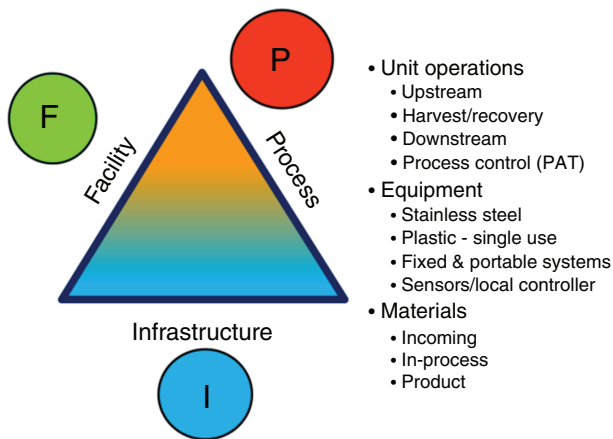 P
F
Facility
Process
Infrastructure
I
• Unit operations
• Upstream
• Harvest/recovery
• Downstream
• Process control (PAT)
• Equipment
• Stainless steel
• Plastic - single use
• Fixed & portable systems
• Sensors/local controller
• Materials
• Incoming
• In-process
• Product